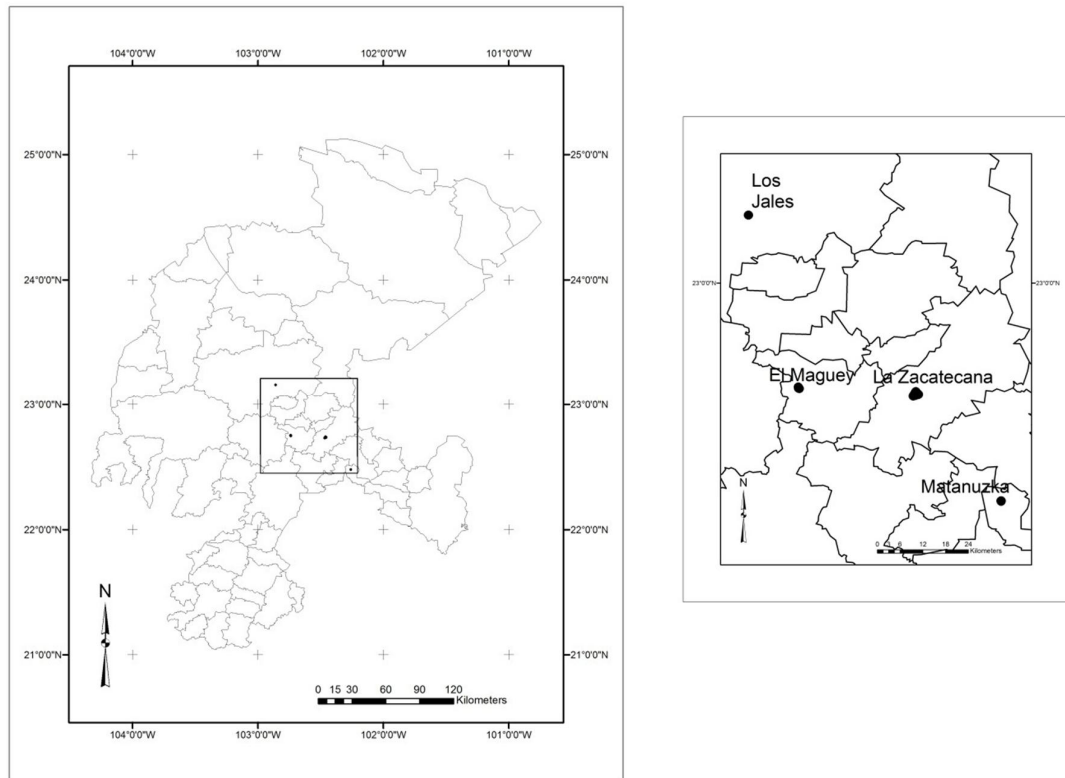 104°0'0"W 103°0'0"W 102°0'0"W 101°0'0"W
25°0'0"N 25°0'0"N
24°0'0"N 24°0'0"N
23°0'0"N 23°0'0"N
22°0'0"N 22°0'0"N
21°0'0"N 21°0'0"N
N
0 15 30 60 90 120
Kilometers
104°0'0"W 103°0'0"W 102°0'0"W 101°0'0"W
Los
Jales
23°0'0"N 23°0'0"N
El Maguey La Zacatecana
Matanuzka
N
0 3 6 12 18 24
Kilometers